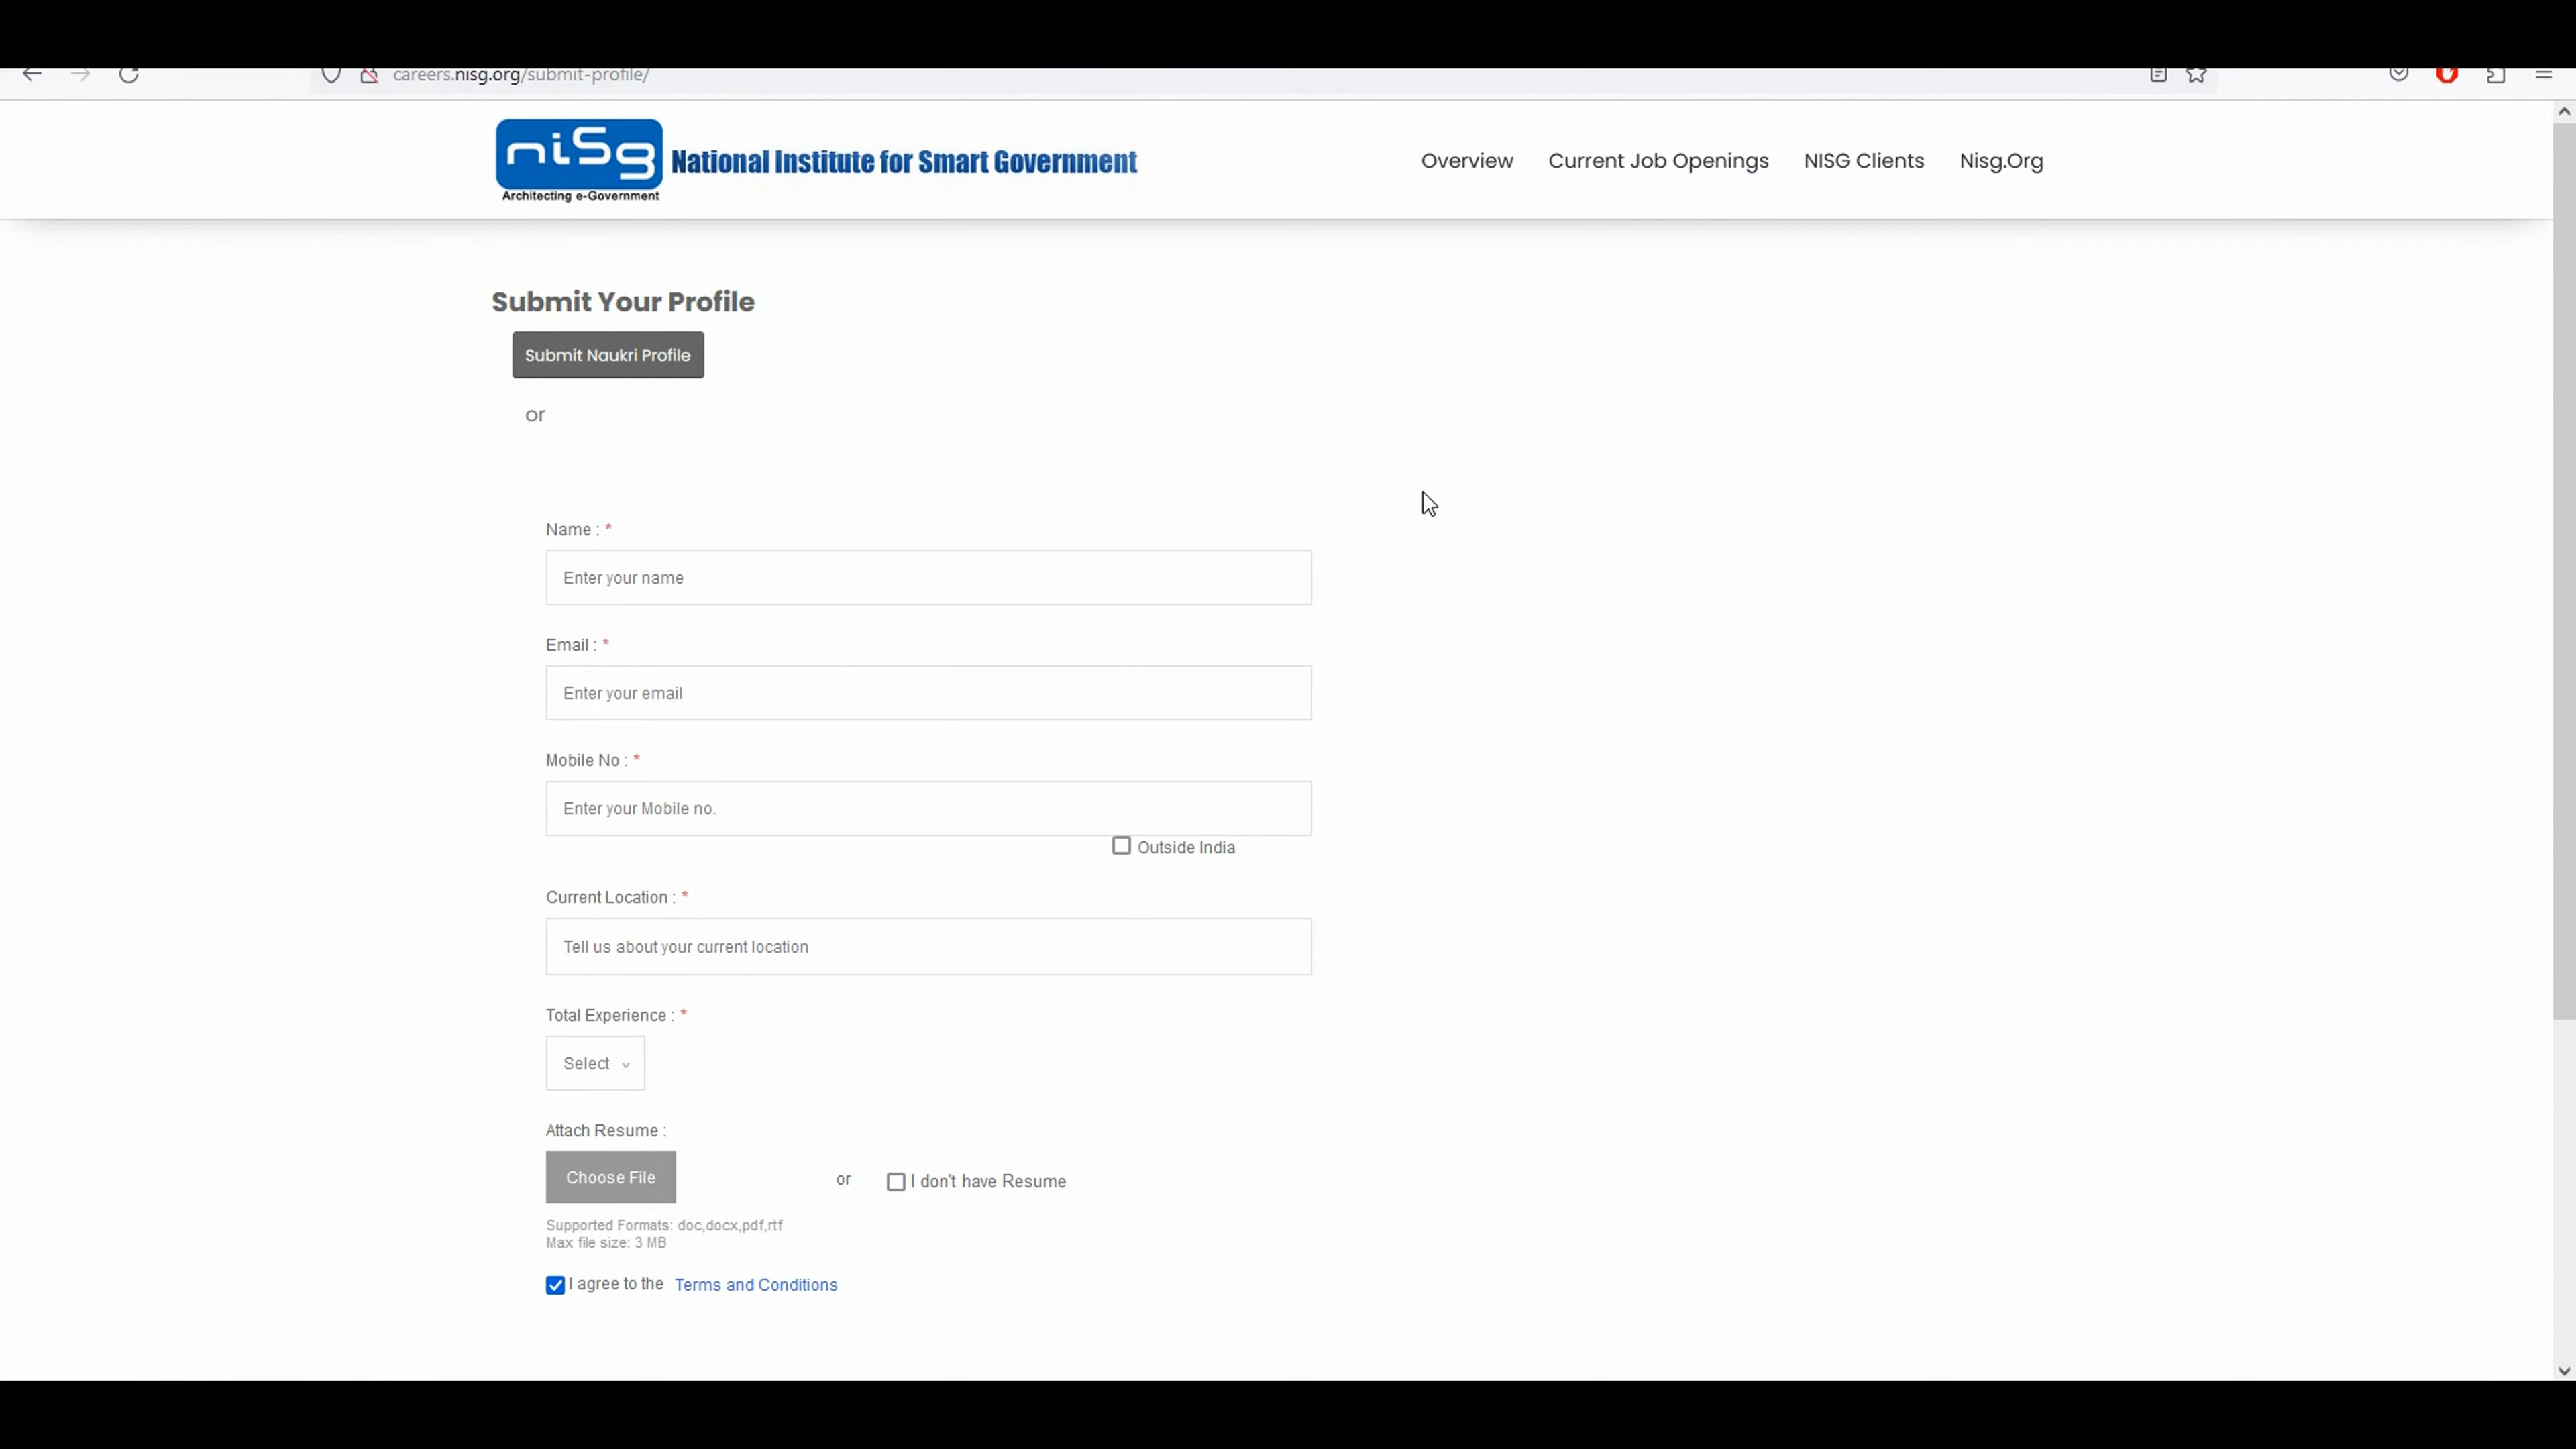 careers.nisg.org/submit-profile/
niSg
Architecting e-Government
National Institute for Smart Government
Overview
Current Job Openings
NISG Clients
Nisg.Org
Submit Your Profile
Submit Naukri Profile
or
Name : *
Enter your name
Email : *
Enter your email
Mobile No : *
Enter your Mobile no.
Outside India
Current Location : *
Tell us about your current location
Total Experience : *
Select
Attach Resume :
Choose File
or
I don't have Resume
Supported Formats: doc,docx,pdf,rtf
Max file size: 3 MB
I agree to the Terms and Conditions